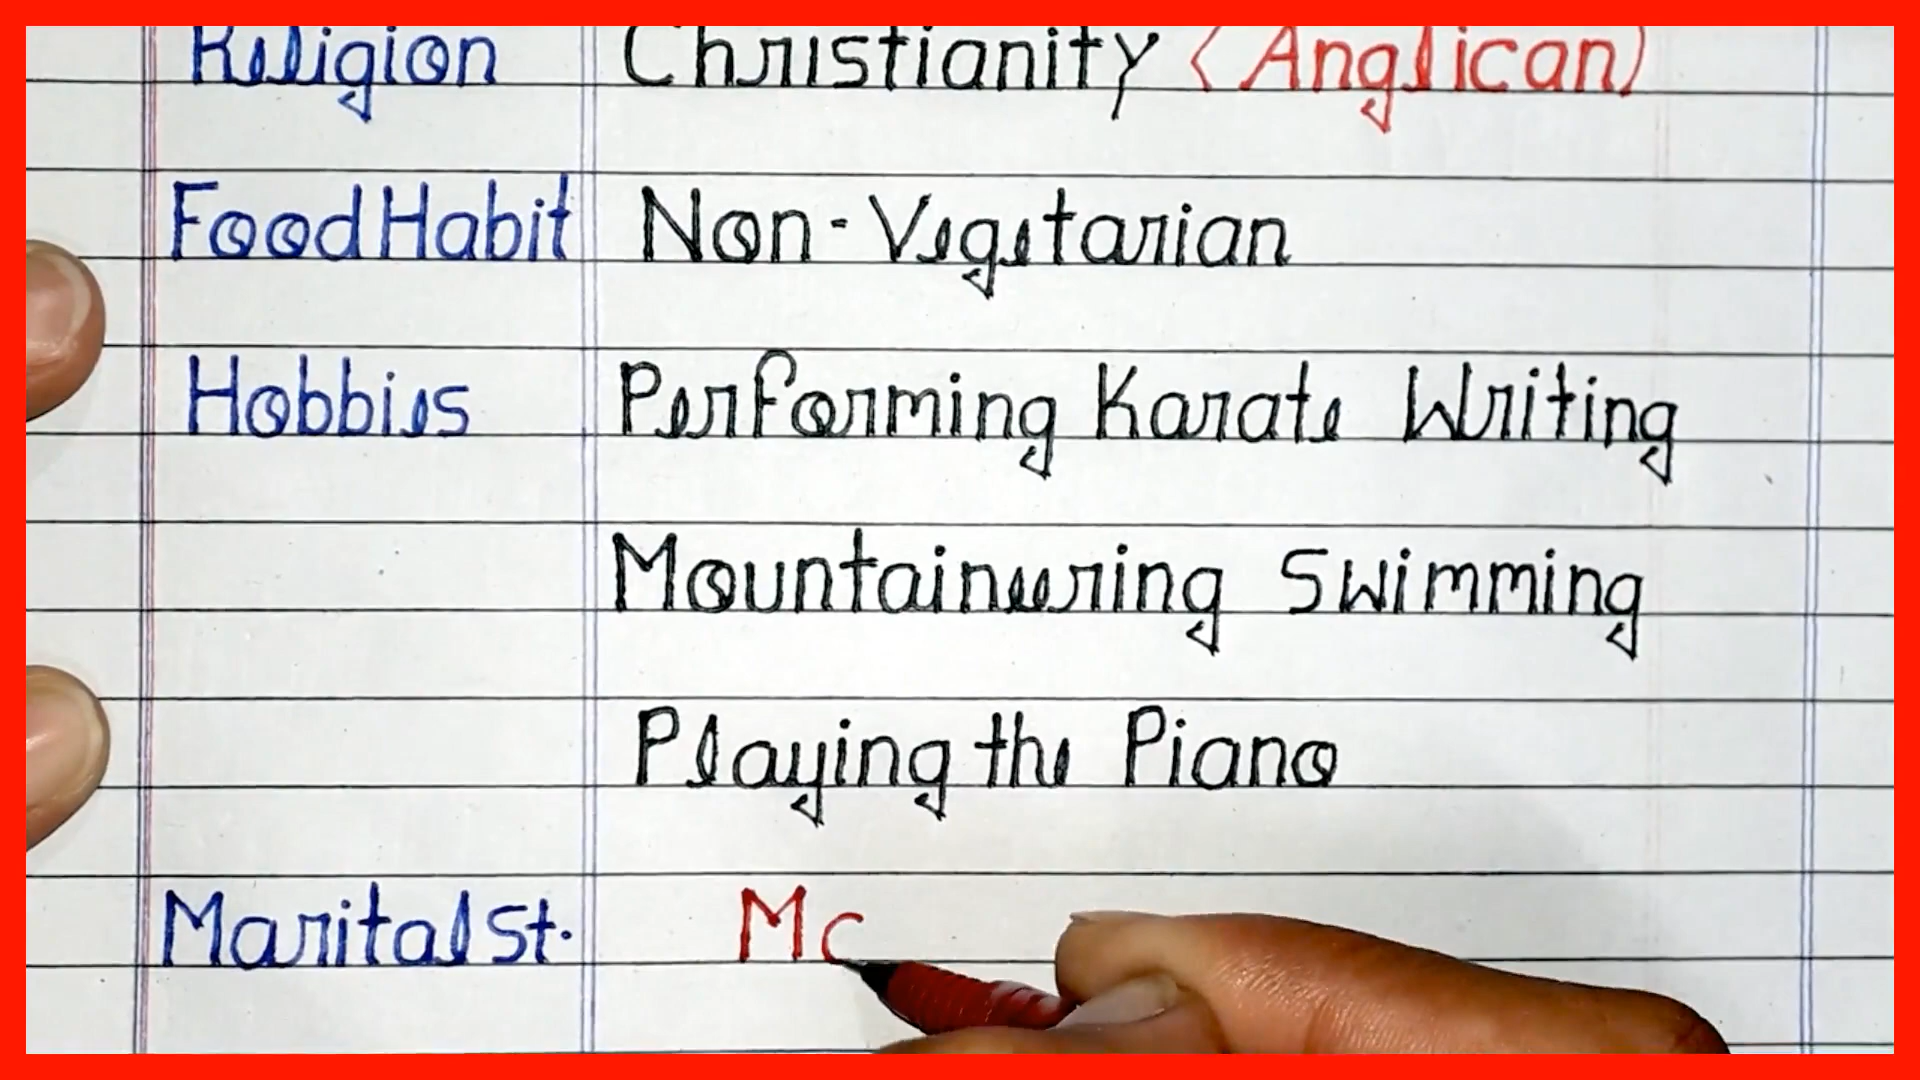 Religion Christianity (Anglican)
Food Habit Non-Vegetarian
Hobbies Performing Karate Writing
Mountaineering Swimming
Playing the Piano
Marital St. Mc